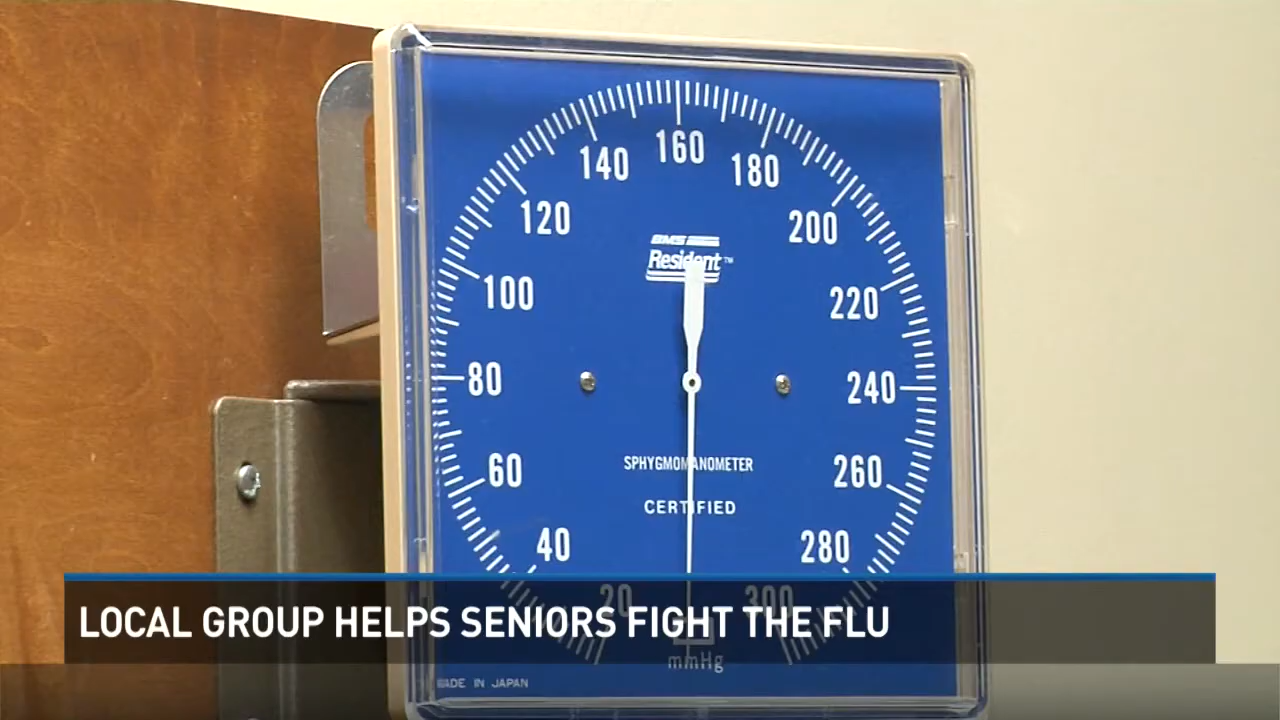 160
140
180
120
200
100
220
80
240
60
260
40
280
20
300
BMS
Resident™
SPHYGMOMANOMETER
CERTIFIED
mmHg
MADE IN JAPAN
LOCAL GROUP HELPS SENIORS FIGHT THE FLU